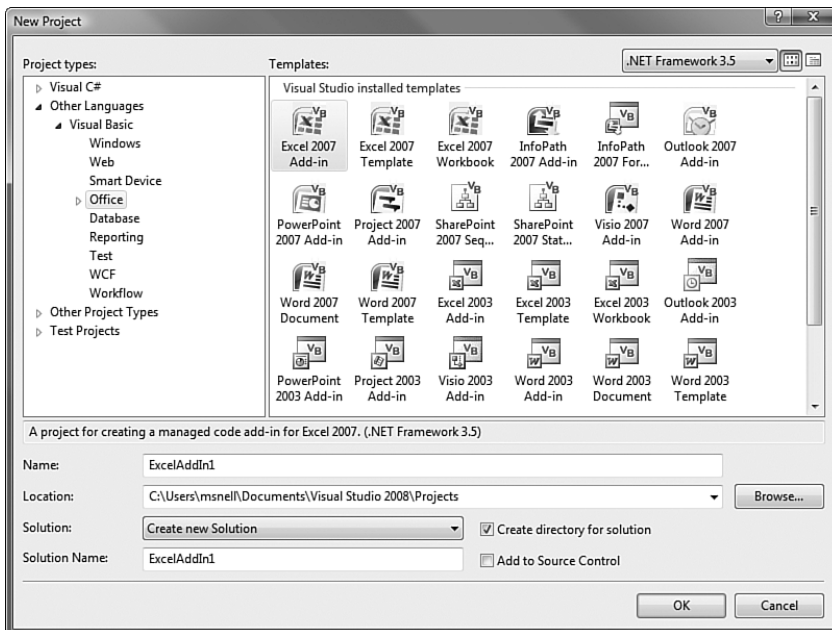 New Project
Project types:
Templates:
.NET Framework 3.5
Visual C#
Other Languages
Visual Basic
Windows
Web
Smart Device
Office
Database
Reporting
Test
WCF
Workflow
Other Project Types
Test Projects
Visual Studio installed templates
Excel 2007 Add-in
Excel 2007 Template
Excel 2007 Workbook
InfoPath 2007 Add-in
InfoPath 2007 For...
Outlook 2007 Add-in
PowerPoint 2007 Add-in
Project 2007 Add-in
SharePoint 2007 Seq...
SharePoint 2007 Stat...
Visio 2007 Add-in
Word 2007 Add-in
Word 2007 Document
Word 2007 Template
Excel 2003 Add-in
Excel 2003 Template
Excel 2003 Workbook
Outlook 2003 Add-in
PowerPoint 2003 Add-in
Project 2003 Add-in
Visio 2003 Add-in
Word 2003 Add-in
Word 2003 Document
Word 2003 Template
A project for creating a managed code add-in for Excel 2007. (.NET Framework 3.5)
Name:
ExcelAddIn1
Location:
C:\Users\msnell\Documents\Visual Studio 2008\Projects
Browse...
Solution:
Create new Solution
Create directory for solution
Solution Name:
ExcelAddIn1
Add to Source Control
OK
Cancel